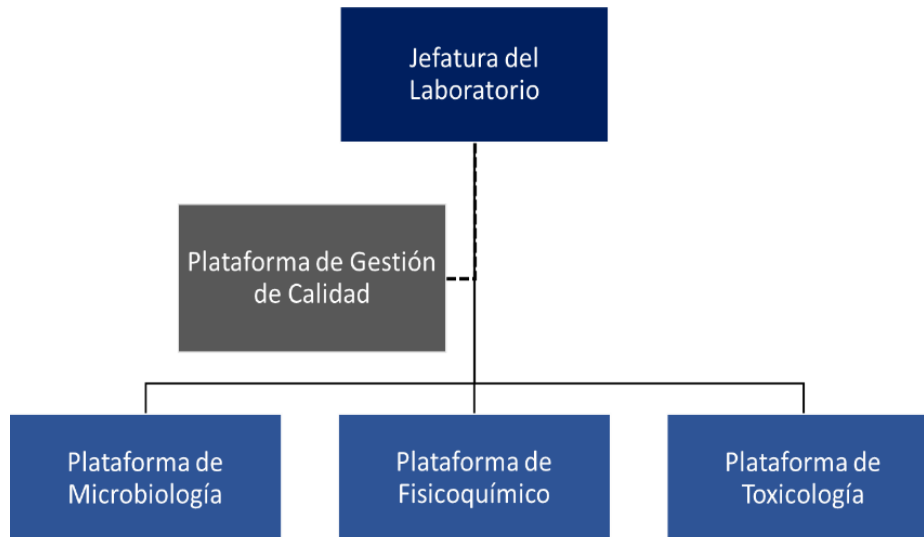 Jefatura del
Laboratorio
Plataforma de Gestión
de Calidad
Plataforma de
Microbiología
Plataforma de
Fisicoquímico
Plataforma de
Toxicología